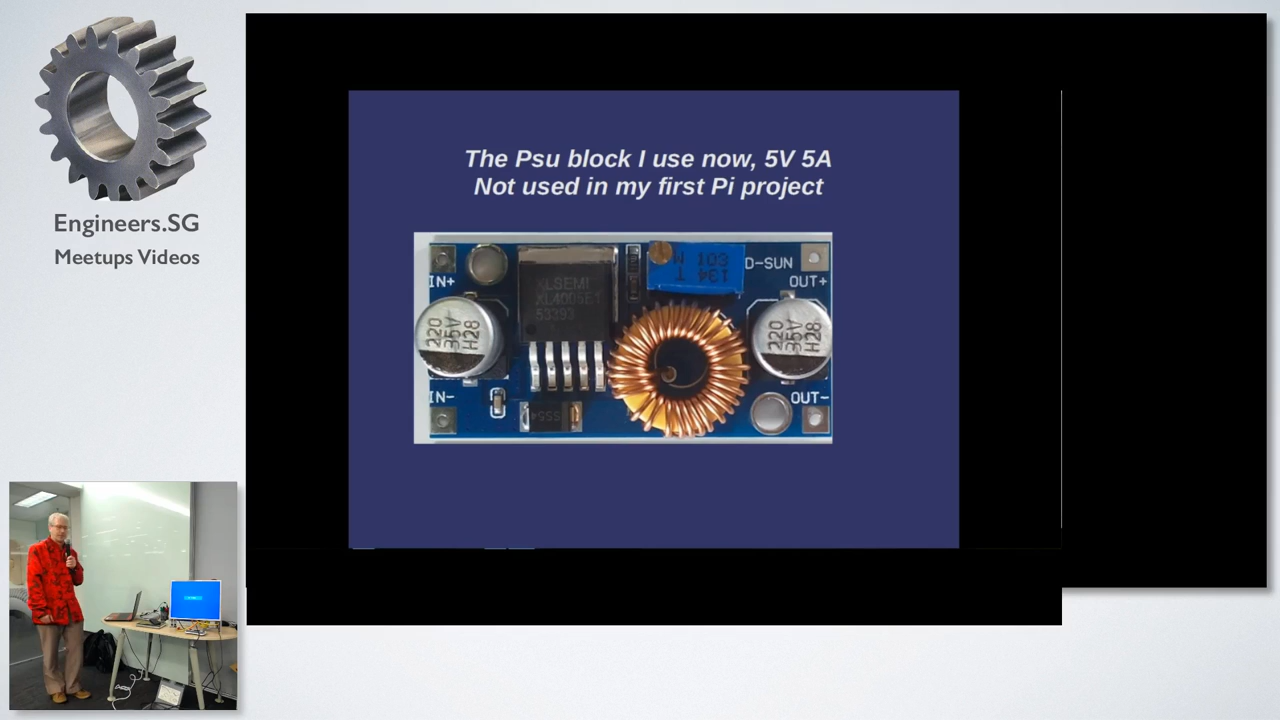 Engineers.SG
Meetups Videos
The Psu block I use now, 5V 5A
Not used in my first Pi project
IN+
XLSEMI
XL4005E1
53393
D-SUN
OUT+
220
35V
H28
220
35V
H28
IN-
OUT-